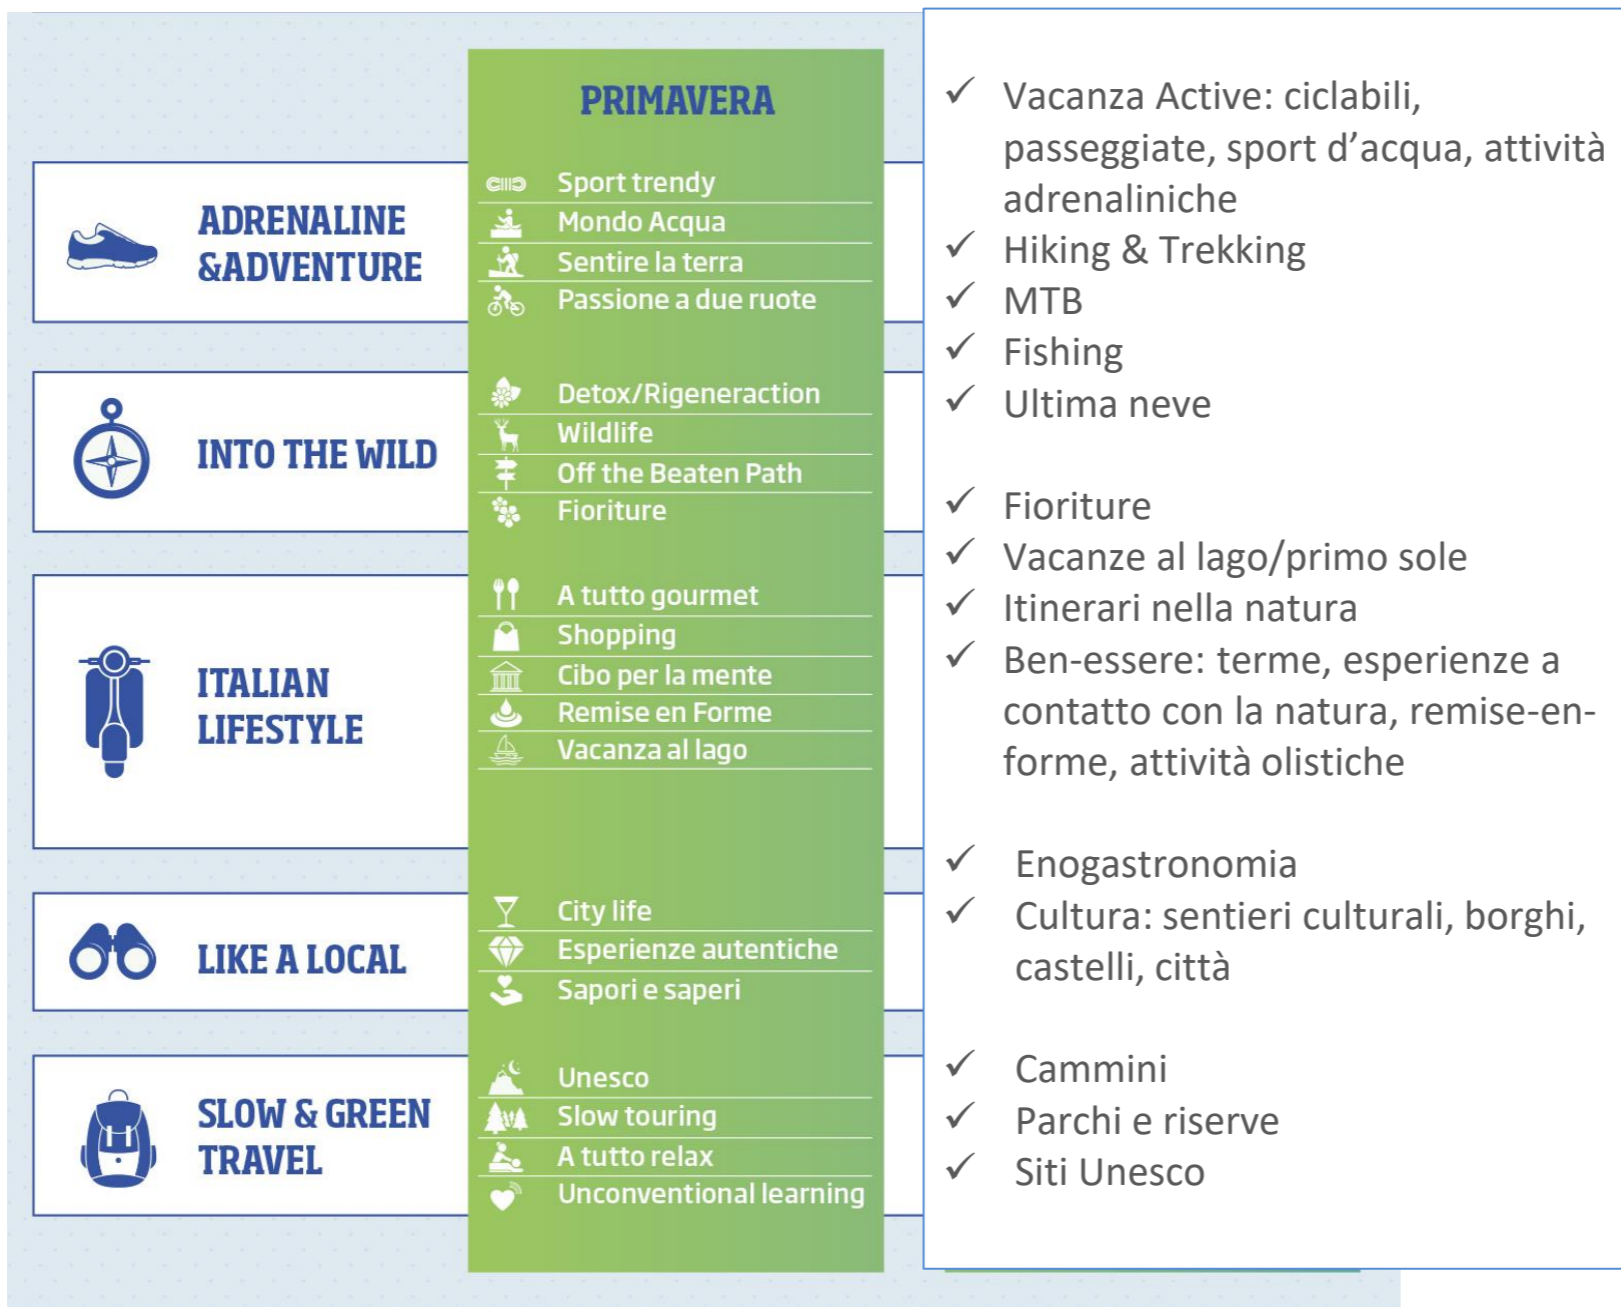 PRIMAVERA
ADRENALINE
&ADVENTURE
Sport trendy
Mondo Acqua
Sentire la terra
Passione a due ruote
INTO THE WILD
Detox/Rigeneraction
Wildlife
Off the Beaten Path
Fioriture
ITALIAN
LIFESTYLE
A tutto gourmet
Shopping
Cibo per la mente
Remise en Forme
Vacanza al lago
LIKE A LOCAL
City life
Esperienze autentiche
Sapori e saperi
SLOW & GREEN
TRAVEL
Unesco
Slow touring
A tutto relax
Unconventional learning
✓ Vacanza Active: ciclabili,
passeggiate, sport d’acqua, attività
adrenaliniche
✓ Hiking & Trekking
✓ MTB
✓ Fishing
✓ Ultima neve
✓ Fioriture
✓ Vacanze al lago/primo sole
✓ Itinerari nella natura
✓ Ben-essere: terme, esperienze a
contatto con la natura, remise-en-
forme, attività olistiche
✓ Enogastronomia
✓ Cultura: sentieri culturali, borghi,
castelli, città
✓ Cammini
✓ Parchi e riserve
✓ Siti Unesco